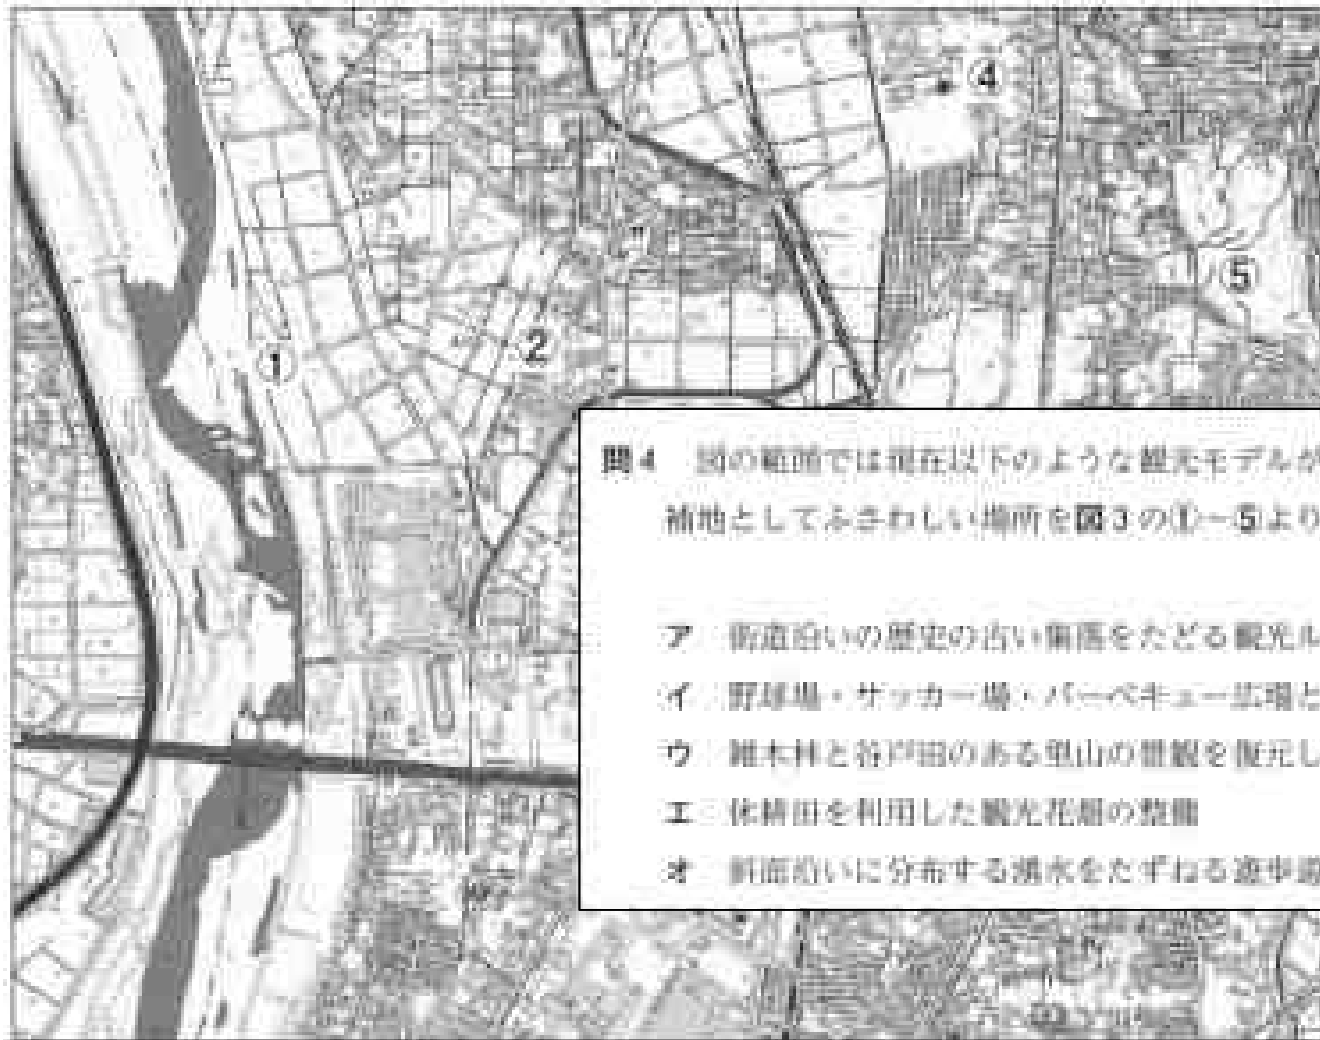 ④
⑤
②
①
問4 図の範囲では現在以下のような観光モデルが
補地としてふさわしい場所を図3の①~⑤より
ア 街道沿いの歴史の古い集落をたどる観光ル
イ 野球場・サッカー場・バーベキュー広場と
ウ 雑木林と谷戸田のある里山の景観を復元し
エ 休耕田を利用した観光花畑の整備
オ 斜面沿いに分布する湧水をたずねる遊歩道